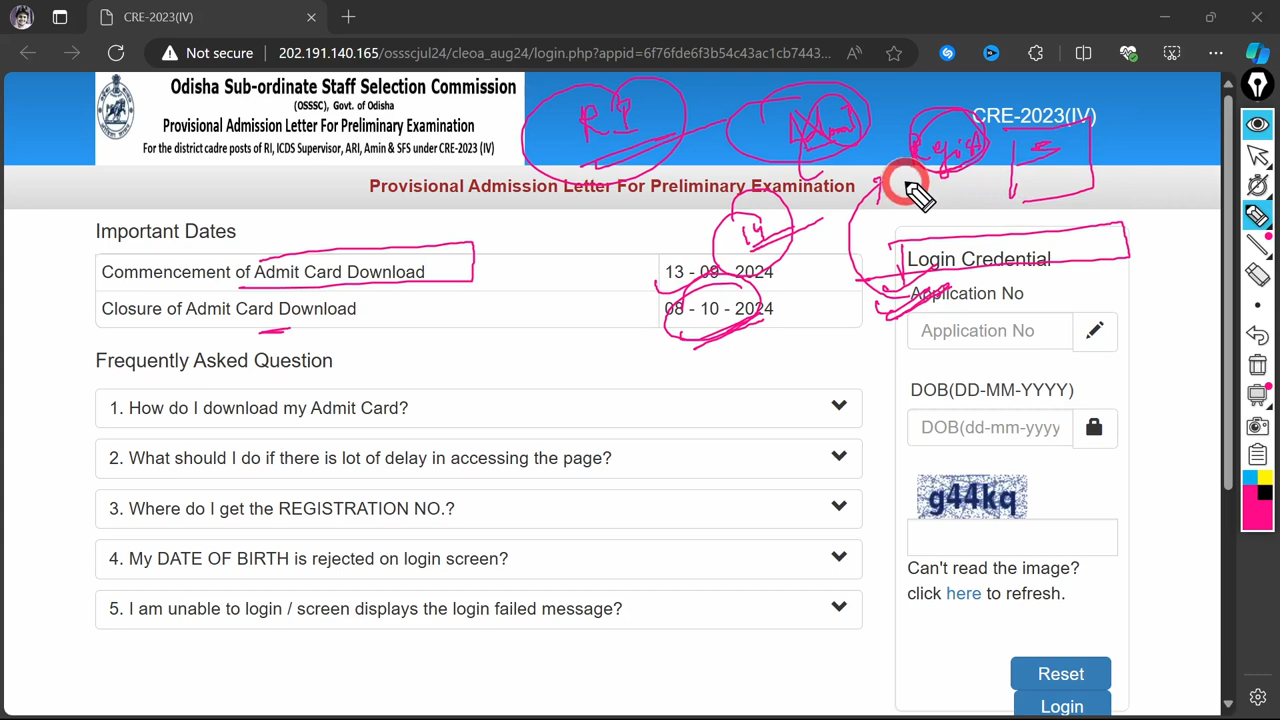 CRE-2023(IV)
Not secure
202.191.140.165/ossscjul24/cleoa_aug24/login.php?appid=6f76fde6f3b54c43ac1cb7443...
Odisha Sub-ordinate Staff Selection Commission
(OSSSC), Govt. of Odisha
Provisional Admission Letter For Preliminary Examination
For the district cadre posts of RI, ICDS Supervisor, ARI, Amin & SFS under CRE-2023 (IV)
RI
CRE-2023(IV)
Provisional Admission Letter For Preliminary Examination
Important Dates
14
Commencement of Admit Card Download
13 - 09 - 2024
Closure of Admit Card Download
08 - 10 - 2024
Frequently Asked Question
1. How do I download my Admit Card?
2. What should I do if there is lot of delay in accessing the page?
3. Where do I get the REGISTRATION NO.?
4. My DATE OF BIRTH is rejected on login screen?
5. I am unable to login / screen displays the login failed message?
Login Credential
Application No
Application No
DOB(DD-MM-YYYY)
DOB(dd-mm-yyyy
g44kq
Can't read the image?
click here to refresh.
Reset
Login